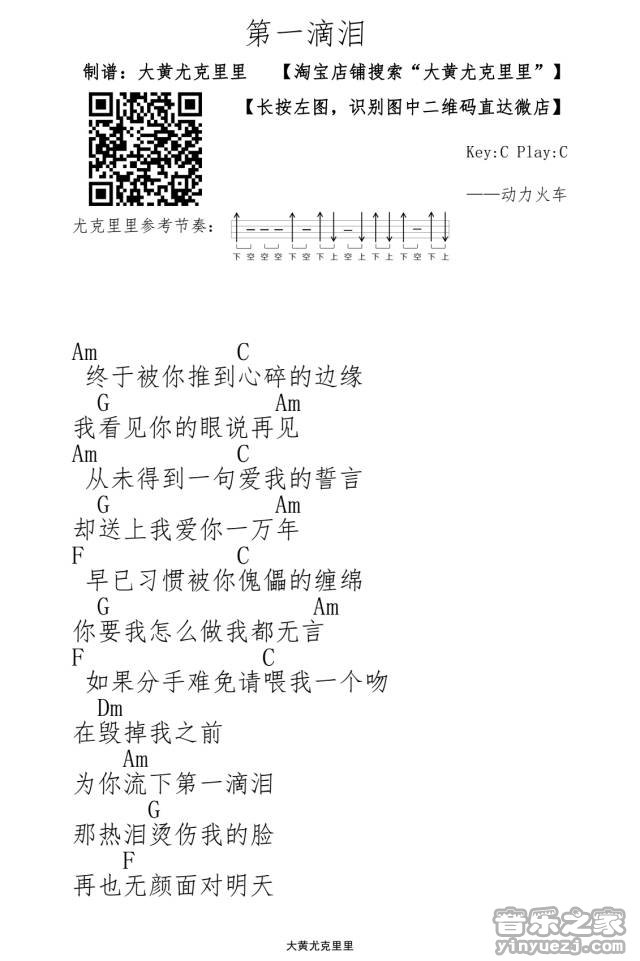 第一滴泪
制谱：大黄尤克里里 【淘宝店铺搜索“大黄尤克里里”】
【长按左图，识别图中二维码直达微店】
Key:C Play:C
——动力火车
尤克里里参考节奏：
下 空 空 空 下 空 下 上 空 上 下 上 下 空 下 上
Am C
终于被你推到心碎的边缘
G Am
我看见你的眼说再见
Am C
从未得到一句爱我的誓言
G Am
却送上我爱你一万年
F C
早已习惯被你傀儡的缠绵
G Am
你要我怎么做我都无言
F C
如果分手难免请喂我一个吻
Dm
在毁掉我之前
Am
为你流下第一滴泪
G
那热泪烫伤我的脸
F
再也无颜面对明天
大黄尤克里里
音乐之家
yinyuezj.com